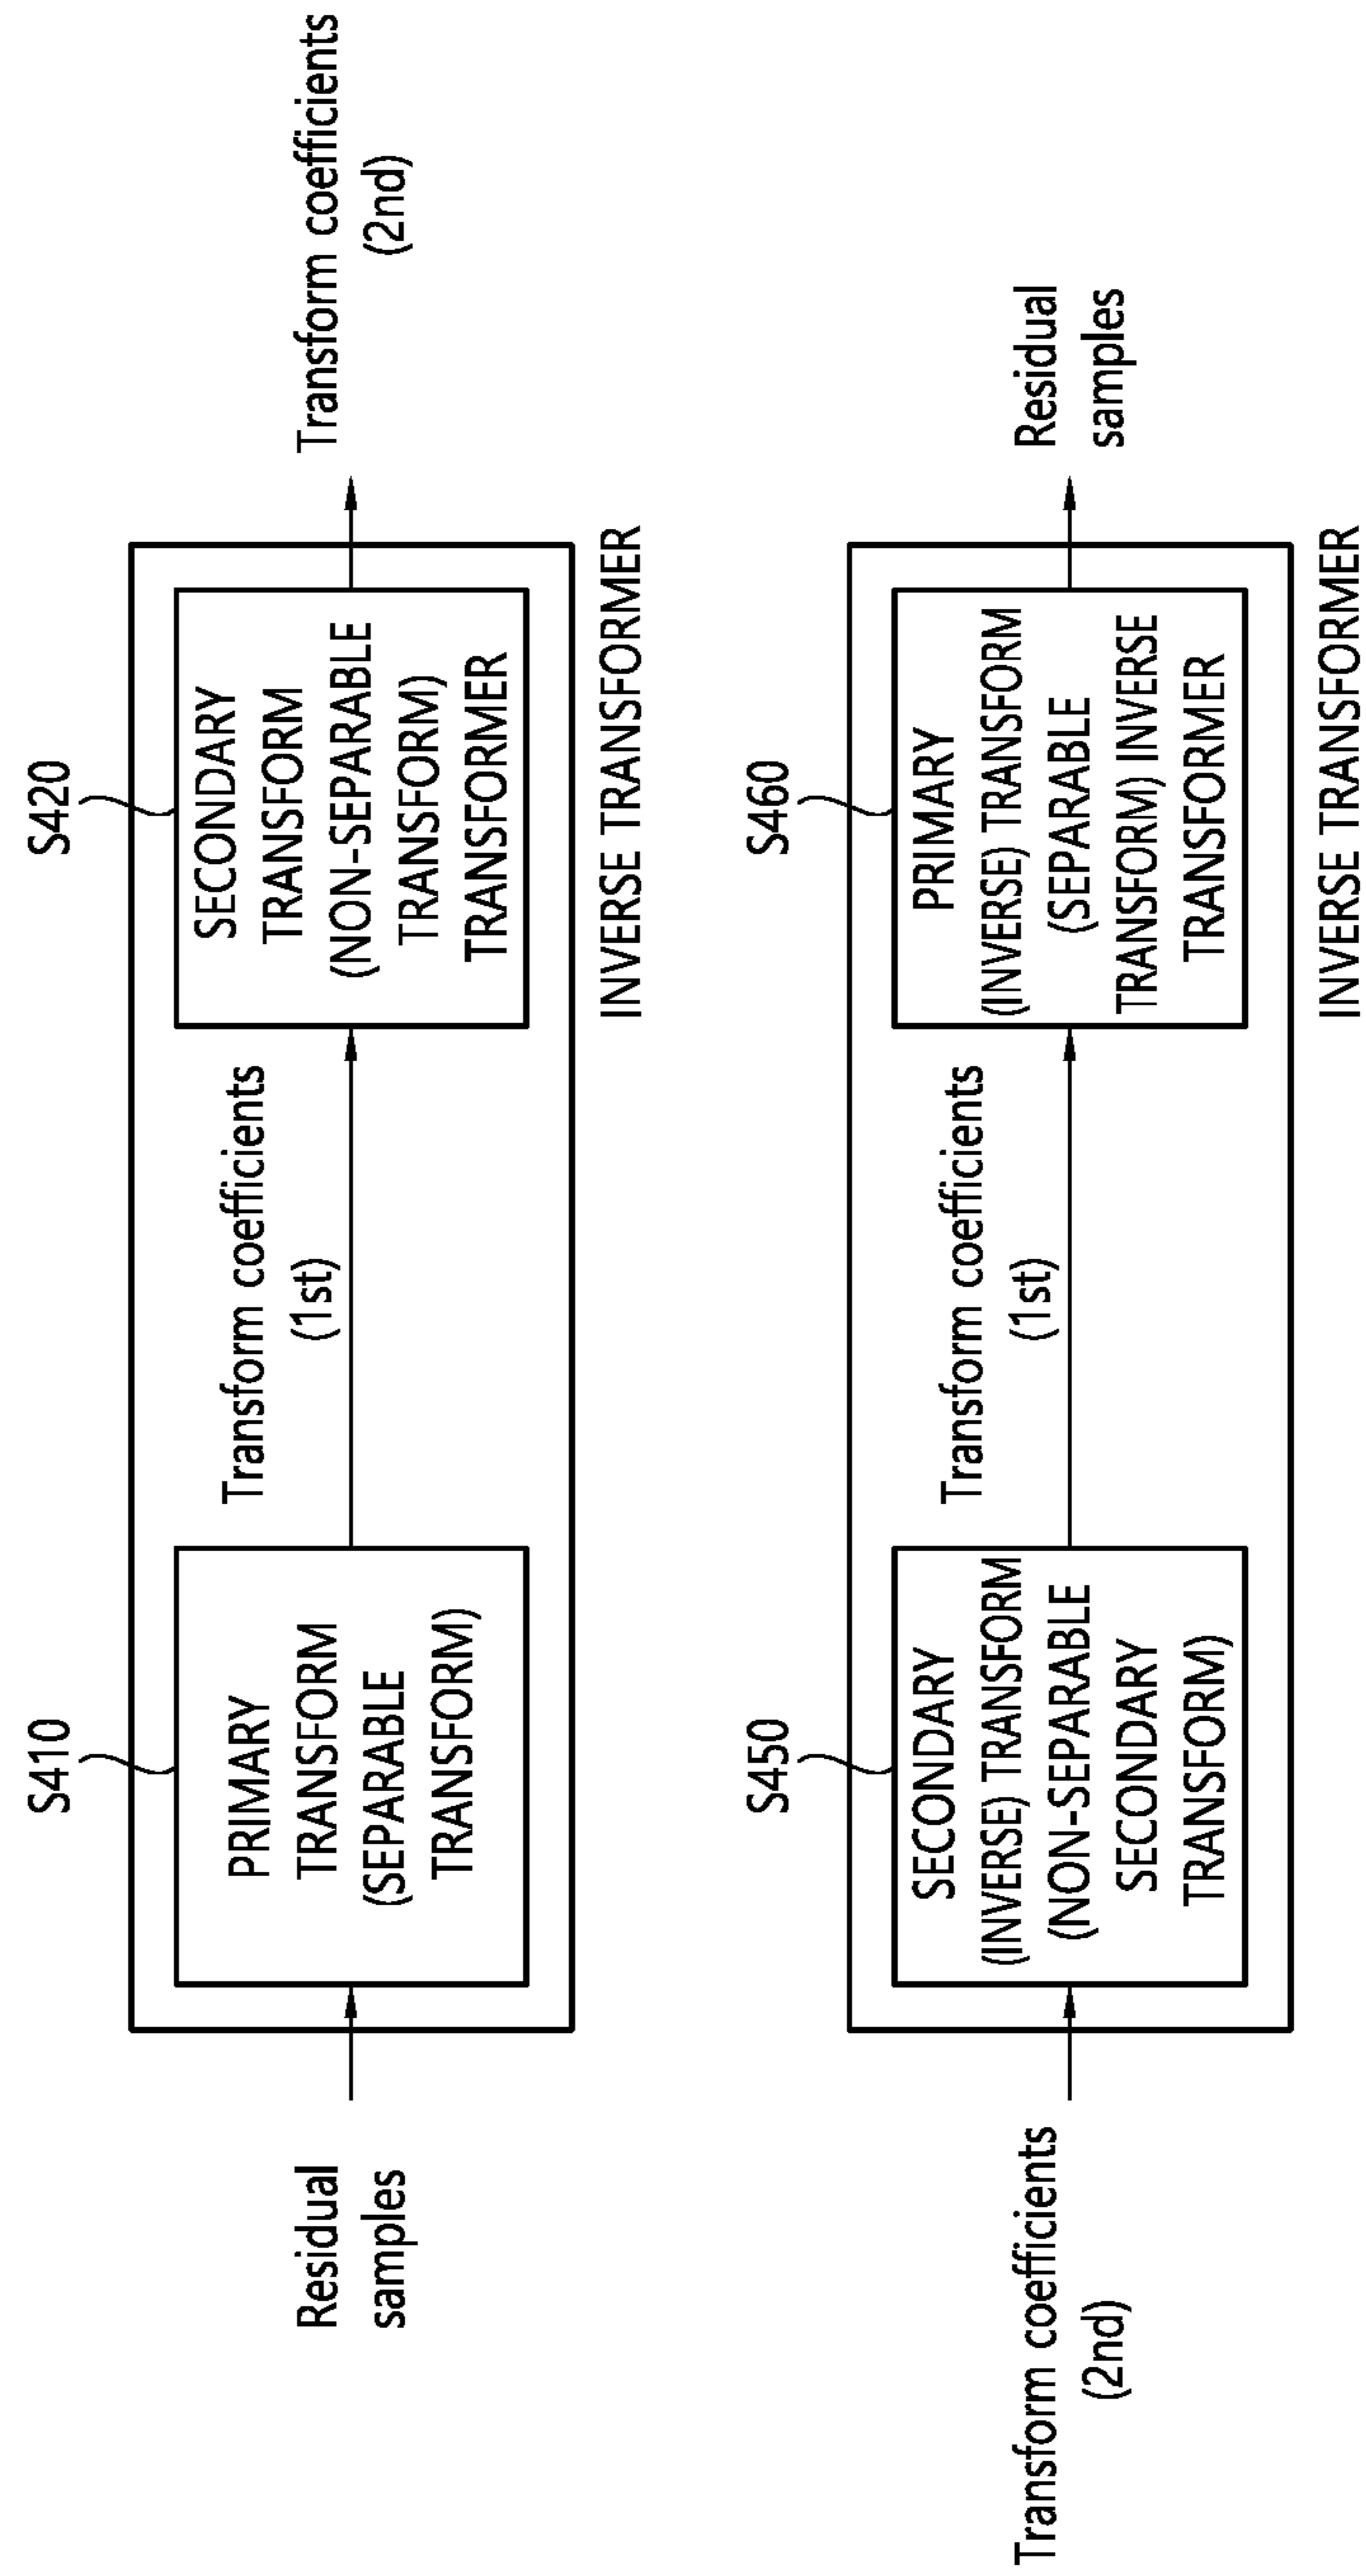 S410
S420
Residual
samples
PRIMARY
TRANSFORM
(SEPARABLE
TRANSFORM)
Transform coefficients
(1st)
SECONDARY
TRANSFORM
(NON-SEPARABLE
TRANSFORM)
TRANSFORMER
Transform coefficients
(2nd)
INVERSE TRANSFORMER
S450
S460
Transform coefficients
(2nd)
SECONDARY
(INVERSE) TRANSFORM
(NON-SEPARABLE
SECONDARY
TRANSFORM)
Transform coefficients
(1st)
PRIMARY
(INVERSE) TRANSFORM
(SEPARABLE
TRANSFORM) INVERSE
TRANSFORMER
Residual
samples
INVERSE TRANSFORMER